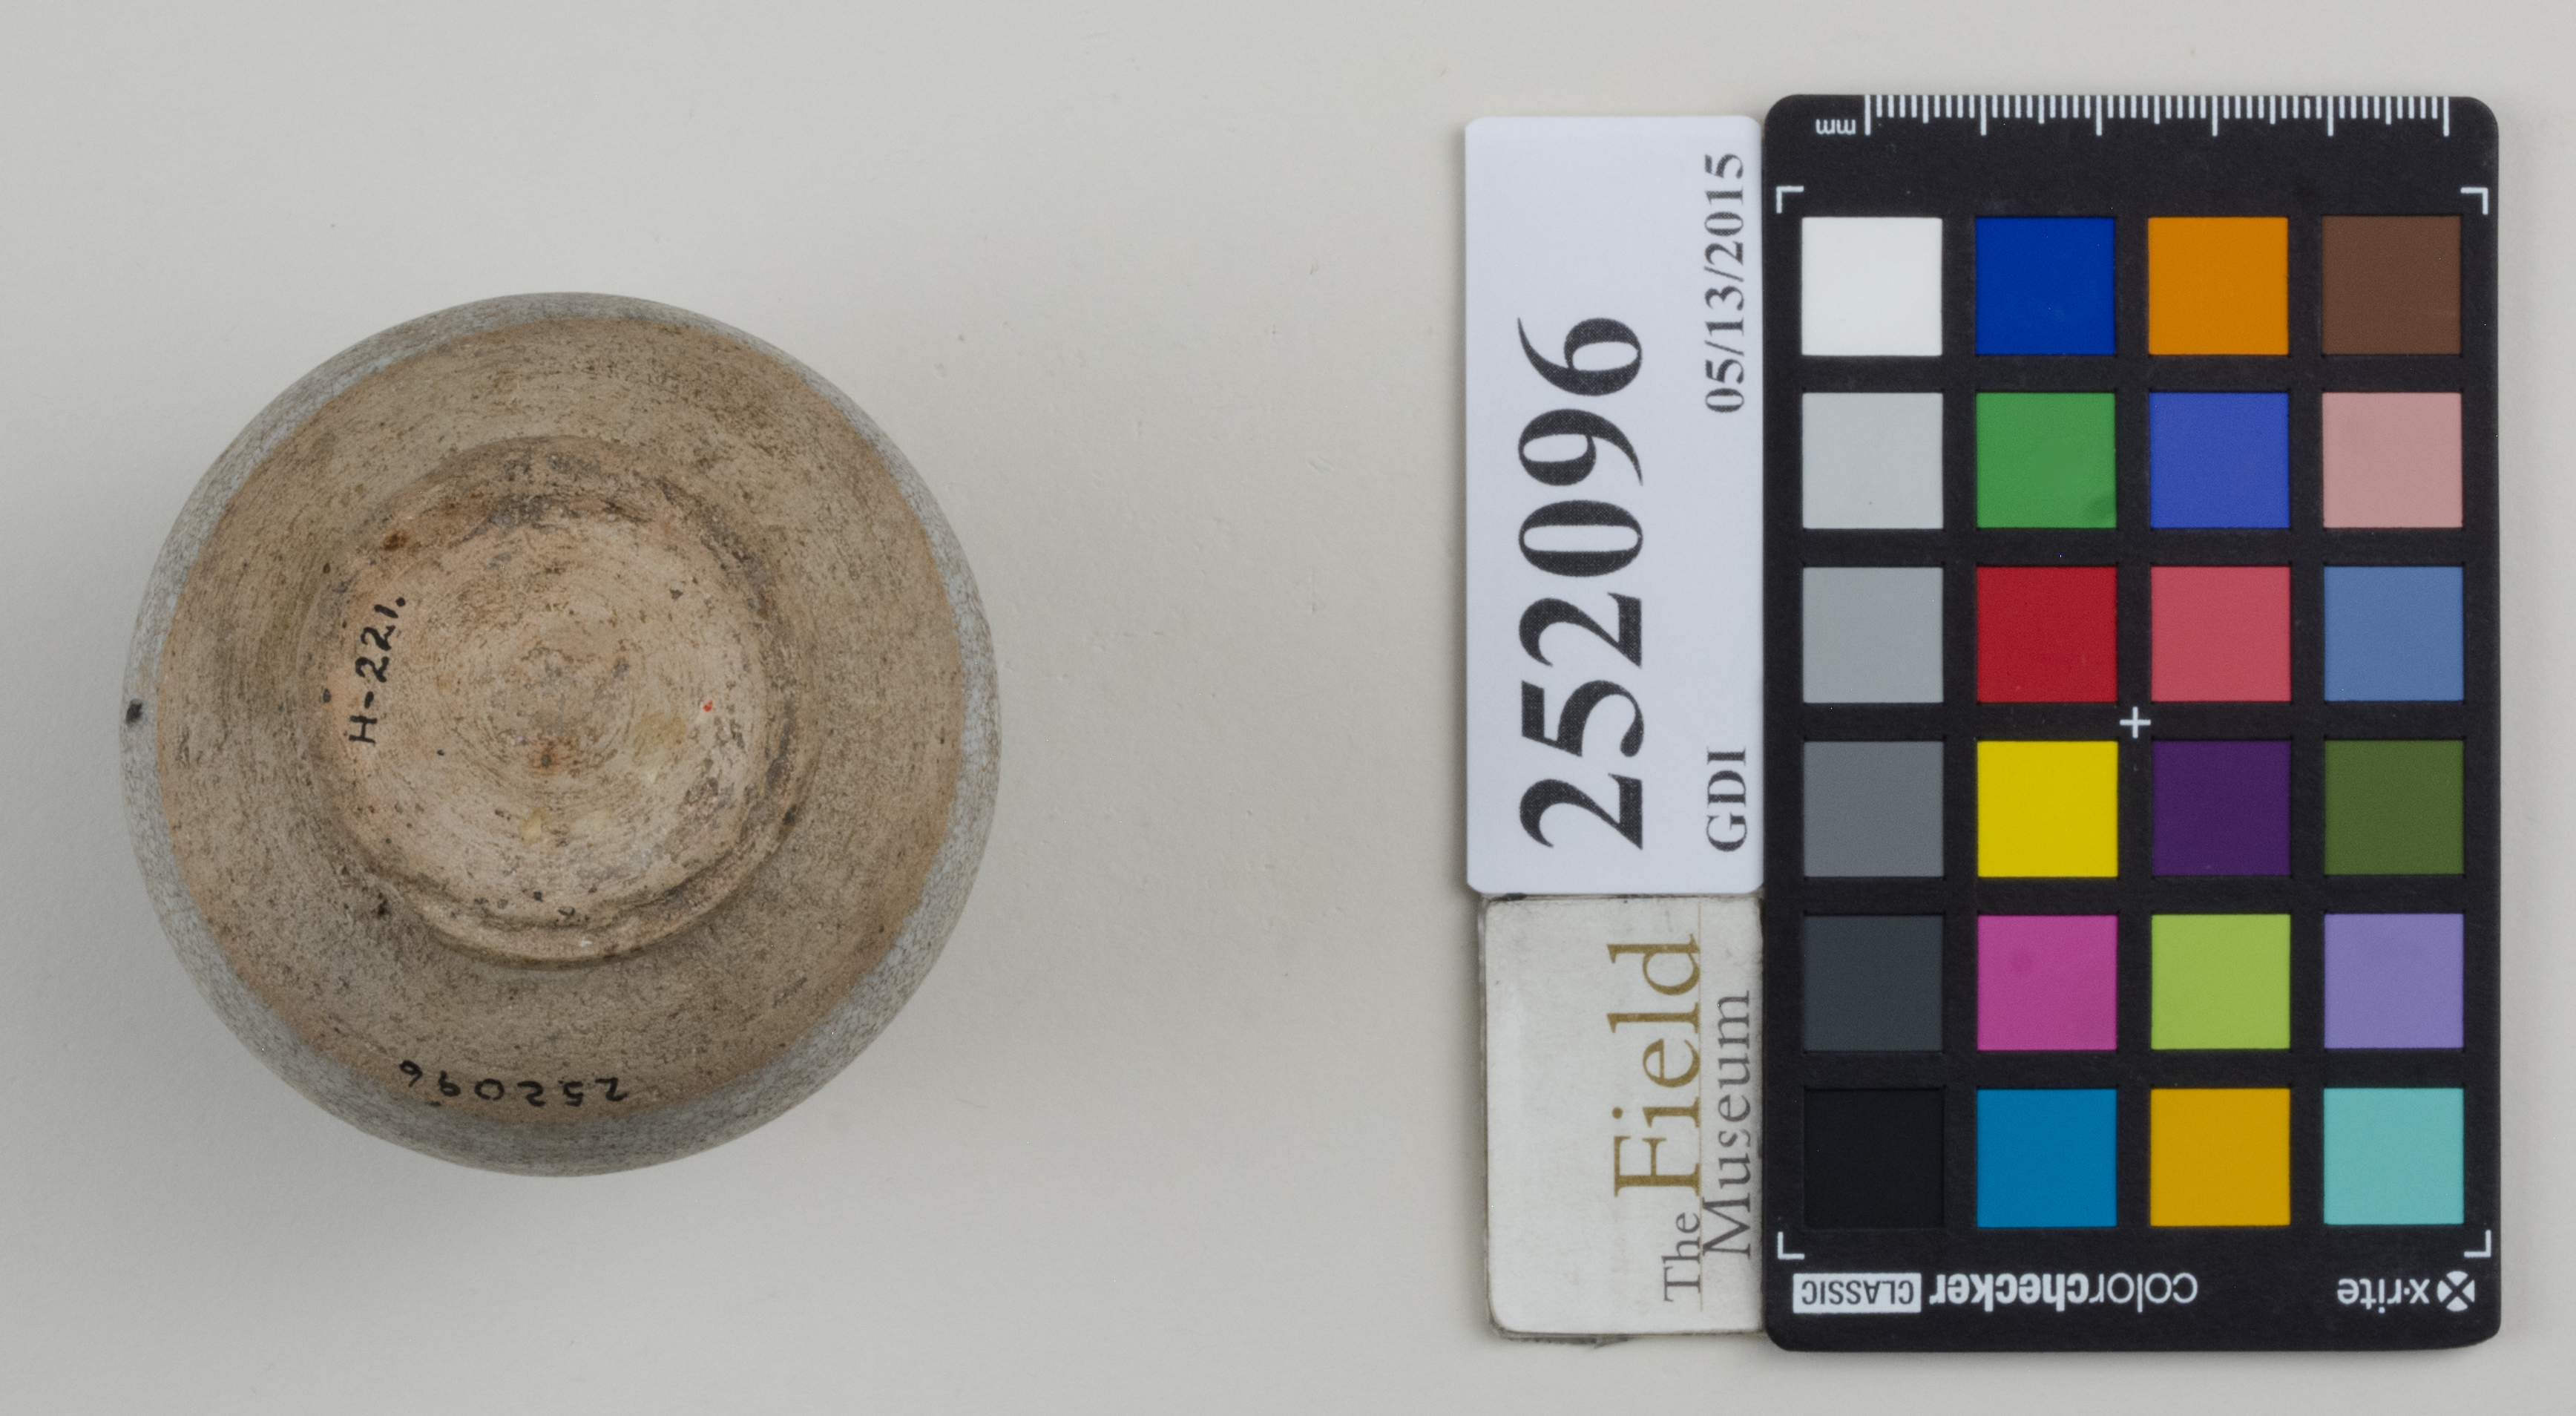 H-221.
252096
252096
GDI 05/13/2015
The Field
Museum
mm
x·rite
colorchecker CLASSIC